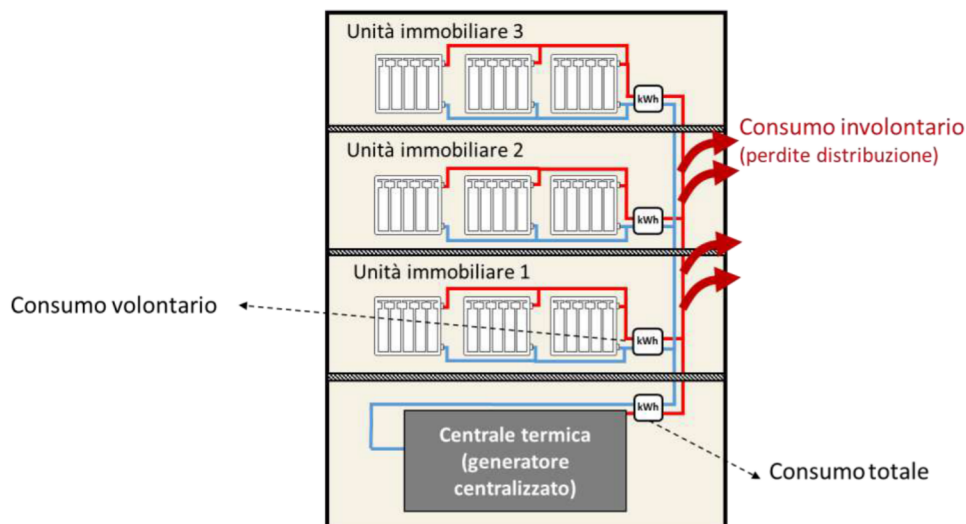 Unità immobiliare 3
kWh
Consumo involontario
(perdite distribuzione)
Unità immobiliare 2
kWh
Unità immobiliare 1
Consumo volontario
kWh
kWh
Centrale termica
(generatore
centralizzato)
Consumo totale